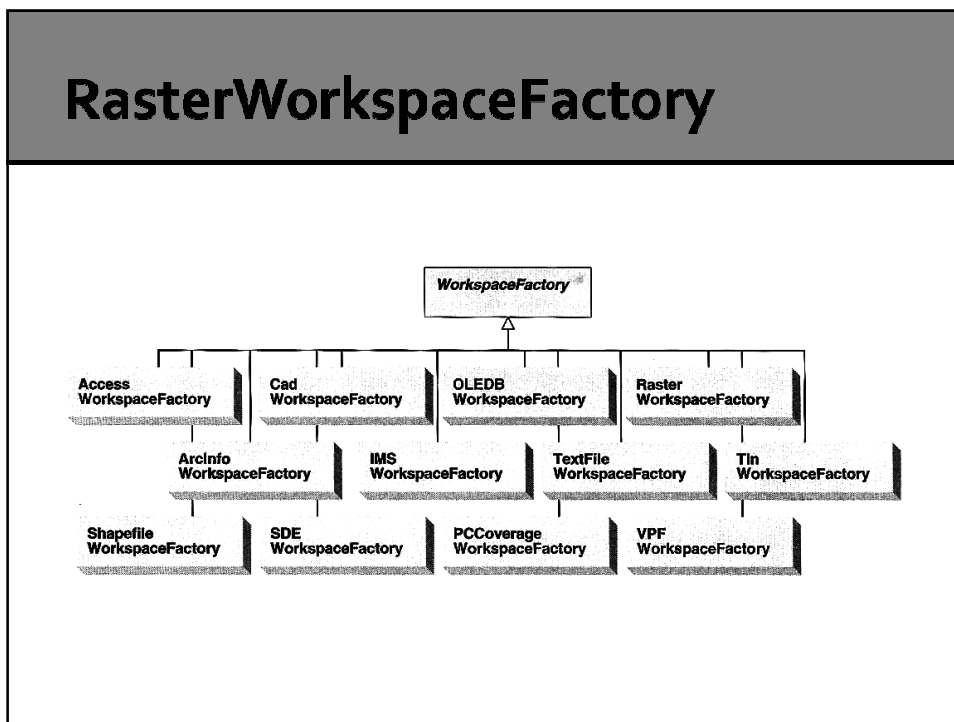 RasterWorkspaceFactory
WorkspaceFactory
Access
WorkspaceFactory
Cad
WorkspaceFactory
OLEDB
WorkspaceFactory
Raster
WorkspaceFactory
ArcInfo
WorkspaceFactory
IMS
WorkspaceFactory
TextFile
WorkspaceFactory
Tin
WorkspaceFactory
Shapefile
WorkspaceFactory
SDE
WorkspaceFactory
PCCoverage
WorkspaceFactory
VPF
WorkspaceFactory